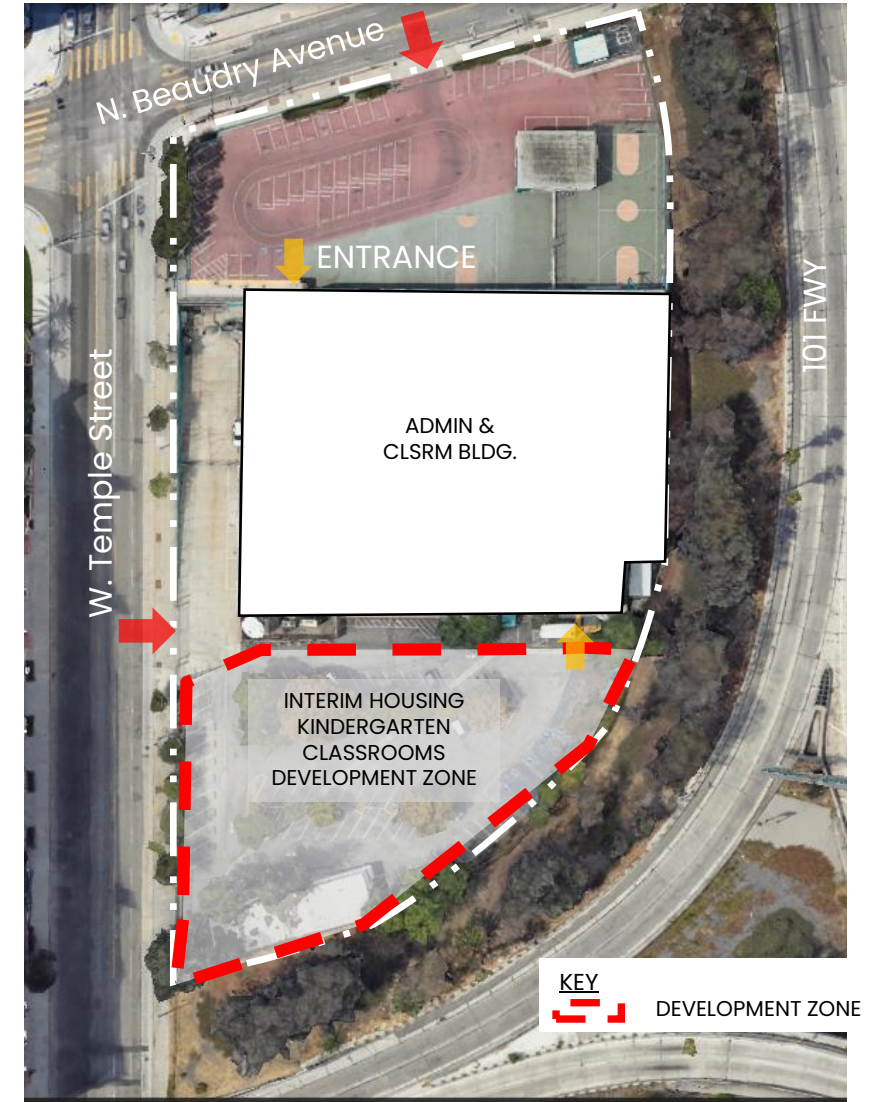 N. Beaudry Avenue
ENTRANCE
101 FWY
W. Temple Street
ADMIN &
CLSRM BLDG.
INTERIM HOUSING
KINDERGARTEN
CLASSROOMS
DEVELOPMENT ZONE
KEY
DEVELOPMENT ZONE